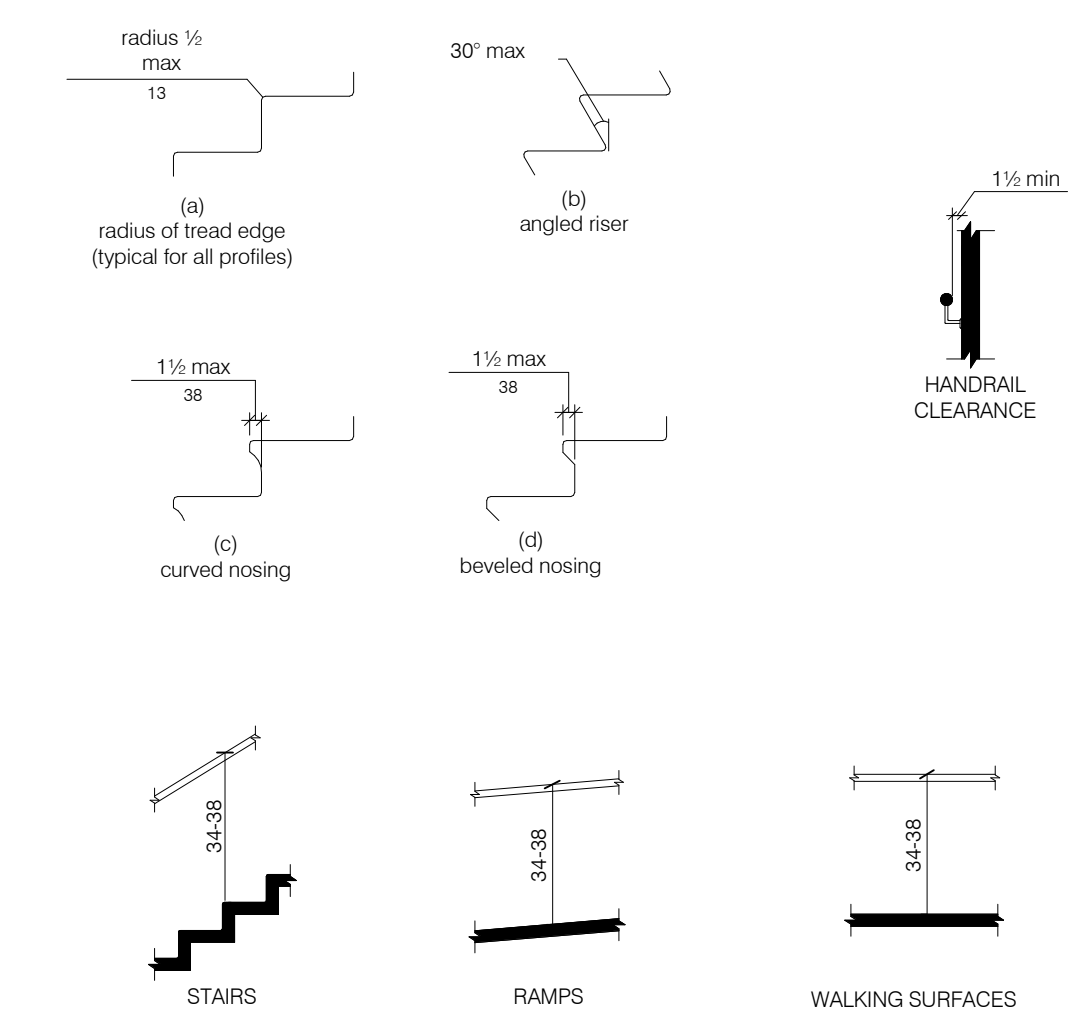 radius ½
max
13
(a)
radius of tread edge
(typical for all profiles)
30° max
(b)
angled riser
1½ min
HANDRAIL
CLEARANCE
1½ max
38
(c)
curved nosing
1½ max
38
(d)
beveled nosing
34-38
STAIRS
34-38
RAMPS
34-38
WALKING SURFACES